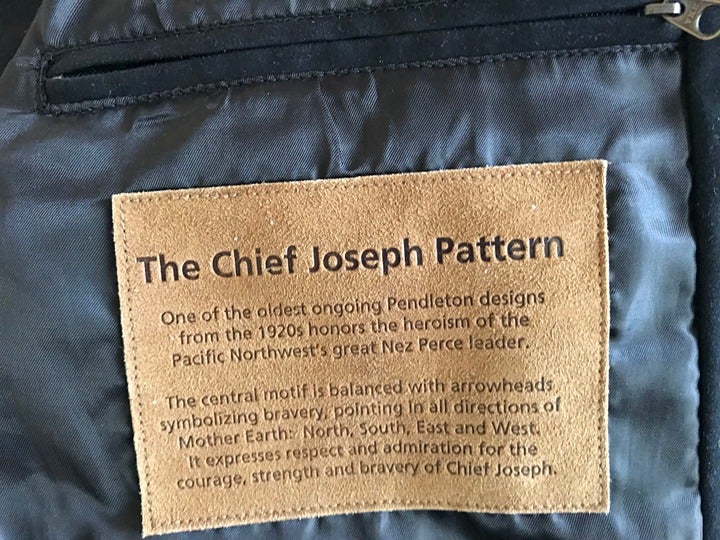 The Chief Joseph Pattern
One of the oldest ongoing Pendleton designs
from the 1920s honors the heroism of the
Pacific Northwest's great Nez Perce leader.
The central motif is balanced with arrowheads
symbolizing bravery, pointing in all directions of
Mother Earth: North, South, East and West.
It expresses respect and admiration for the
courage, strength and bravery of Chief Joseph.